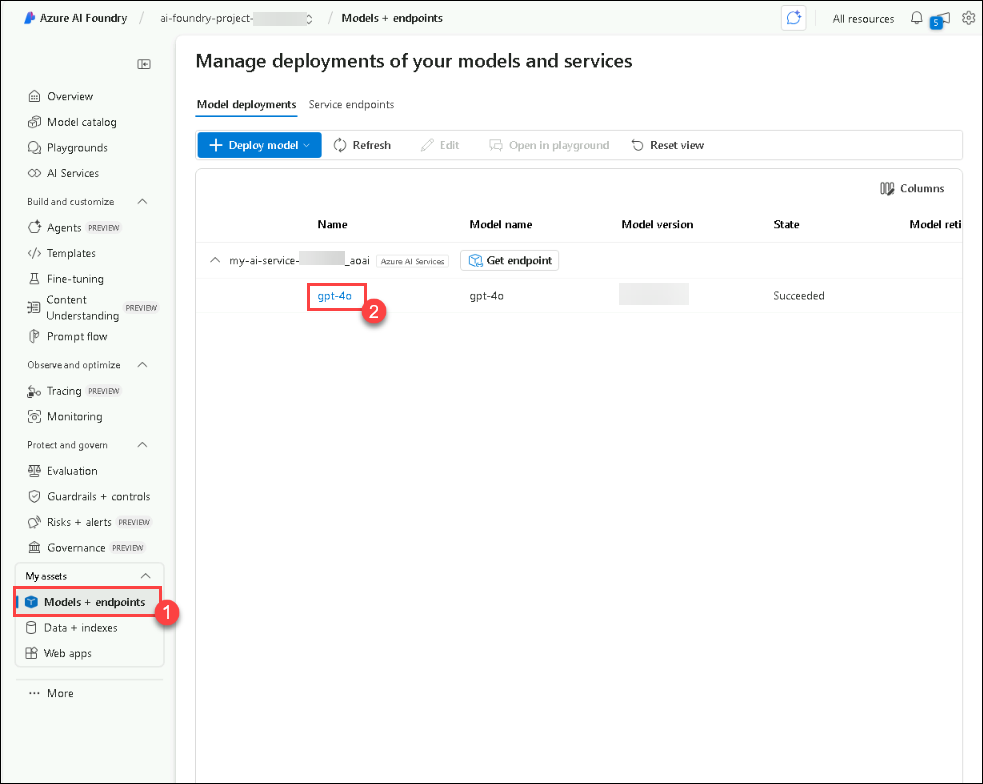 Azure AI Foundry / ai-foundry-project- / Models + endpoints All resources 5
Manage deployments of your models and services
Model deployments Service endpoints
Deploy model Refresh Edit Open in playground Reset view
Columns
Name Model name Model version State Model reti
my-ai-service- _aoai Azure AI Services Get endpoint
gpt-4o gpt-4o Succeeded
2
Overview
Model catalog
Playgrounds
AI Services
Build and customize
Agents PREVIEW
Templates
Fine-tuning
Content
Understanding PREVIEW
Prompt flow
Observe and optimize
Tracing PREVIEW
Monitoring
Protect and govern
Evaluation
Guardrails + controls
Risks + alerts PREVIEW
Governance PREVIEW
My assets
Models + endpoints 1
Data + indexes
Web apps
More